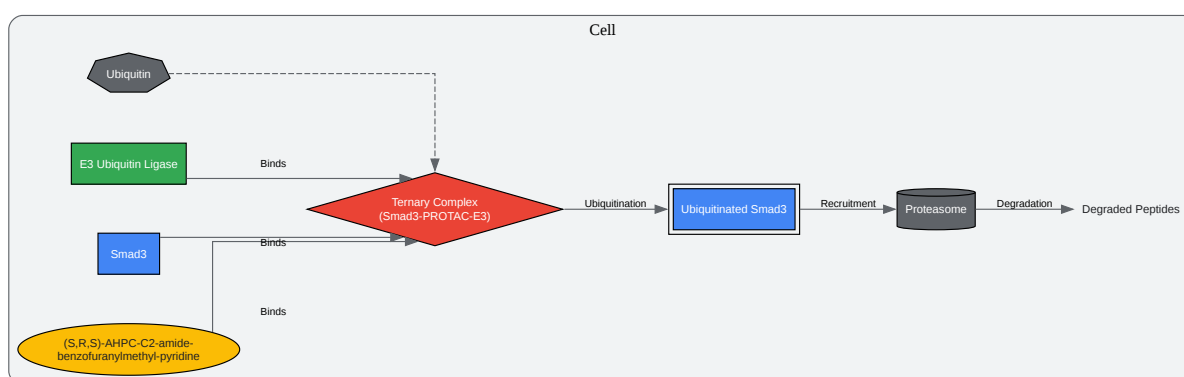 Cell
Ubiquitin
E3 Ubiquitin Ligase
Binds
Ternary Complex
(Smad3-PROTAC-E3)
Ubiquitination
Ubiquitinated Smad3
Recruitment
Proteasome
Degradation
Degraded Peptides
Smad3
Binds
Binds
(S,R,S)-AHPC-C2-amide-
benzofuranylmethyl-pyridine